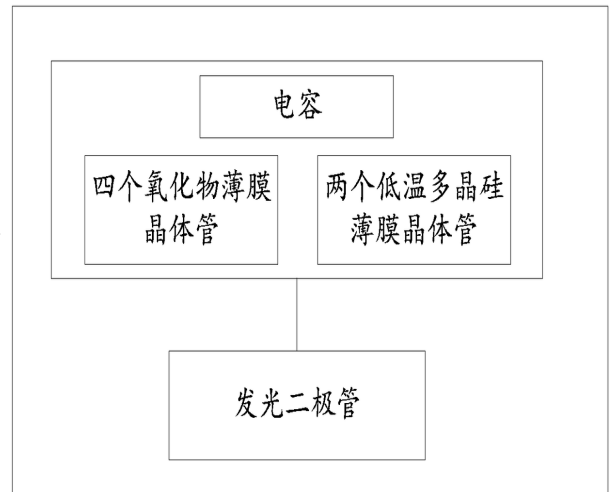 电容
四个氧化物薄膜
晶体管
两个低温多晶硅
薄膜晶体管
发光二极管